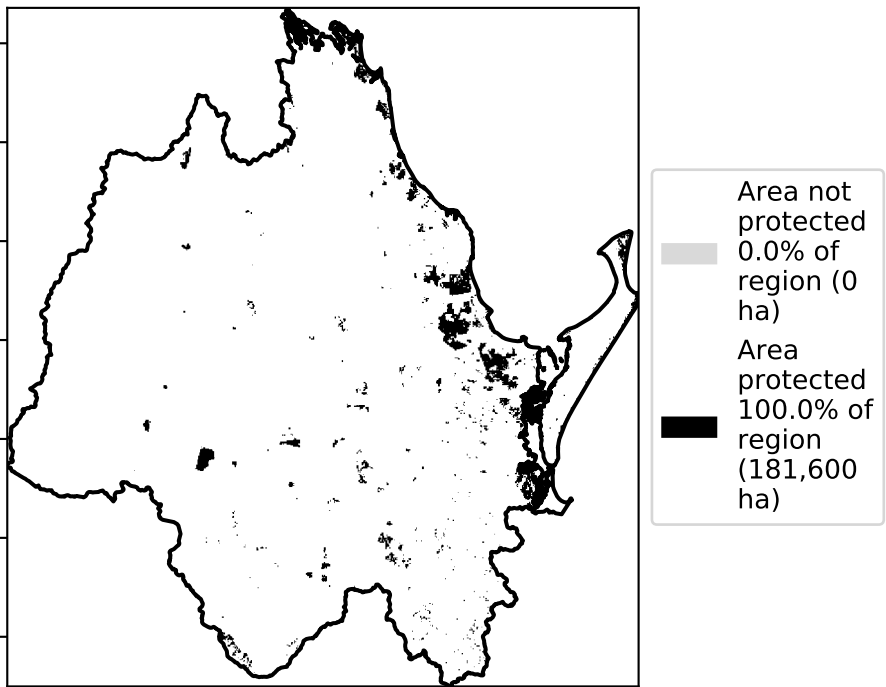 Area not
protected
0.0% of
region (0
ha)
Area
protected
100.0% of
region
(181,600
ha)